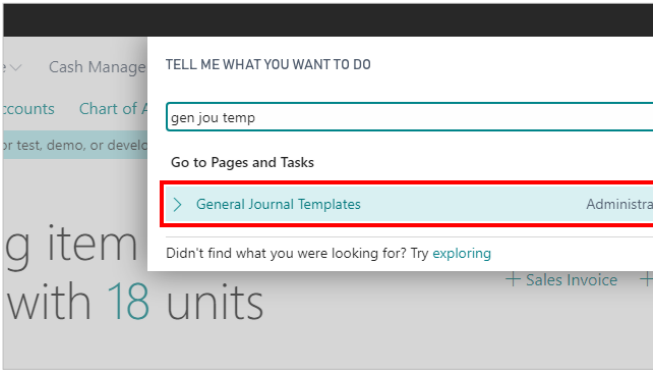 Cash Manage
TELL ME WHAT YOU WANT TO DO
ccounts Chart of A
gen jou temp
or test, demo, or develo
Go to Pages and Tasks
General Journal Templates Administra
g item
Didn't find what you were looking for? Try exploring
+ Sales Invoice +
with 18 units